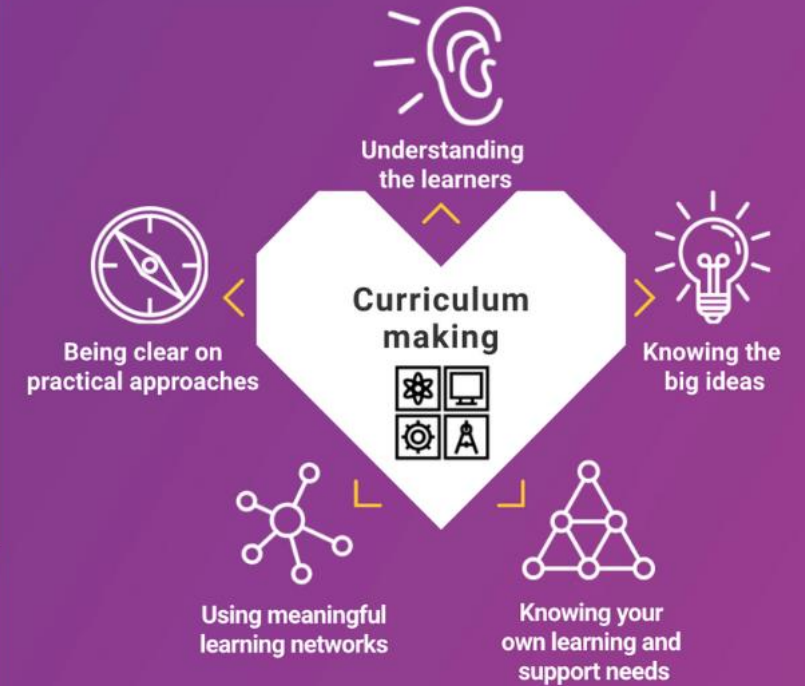 Understanding
the learners
Curriculum
making
Being clear on
practical approaches
Knowing the
big ideas
Using meaningful
learning networks
Knowing your
own learning and
support needs